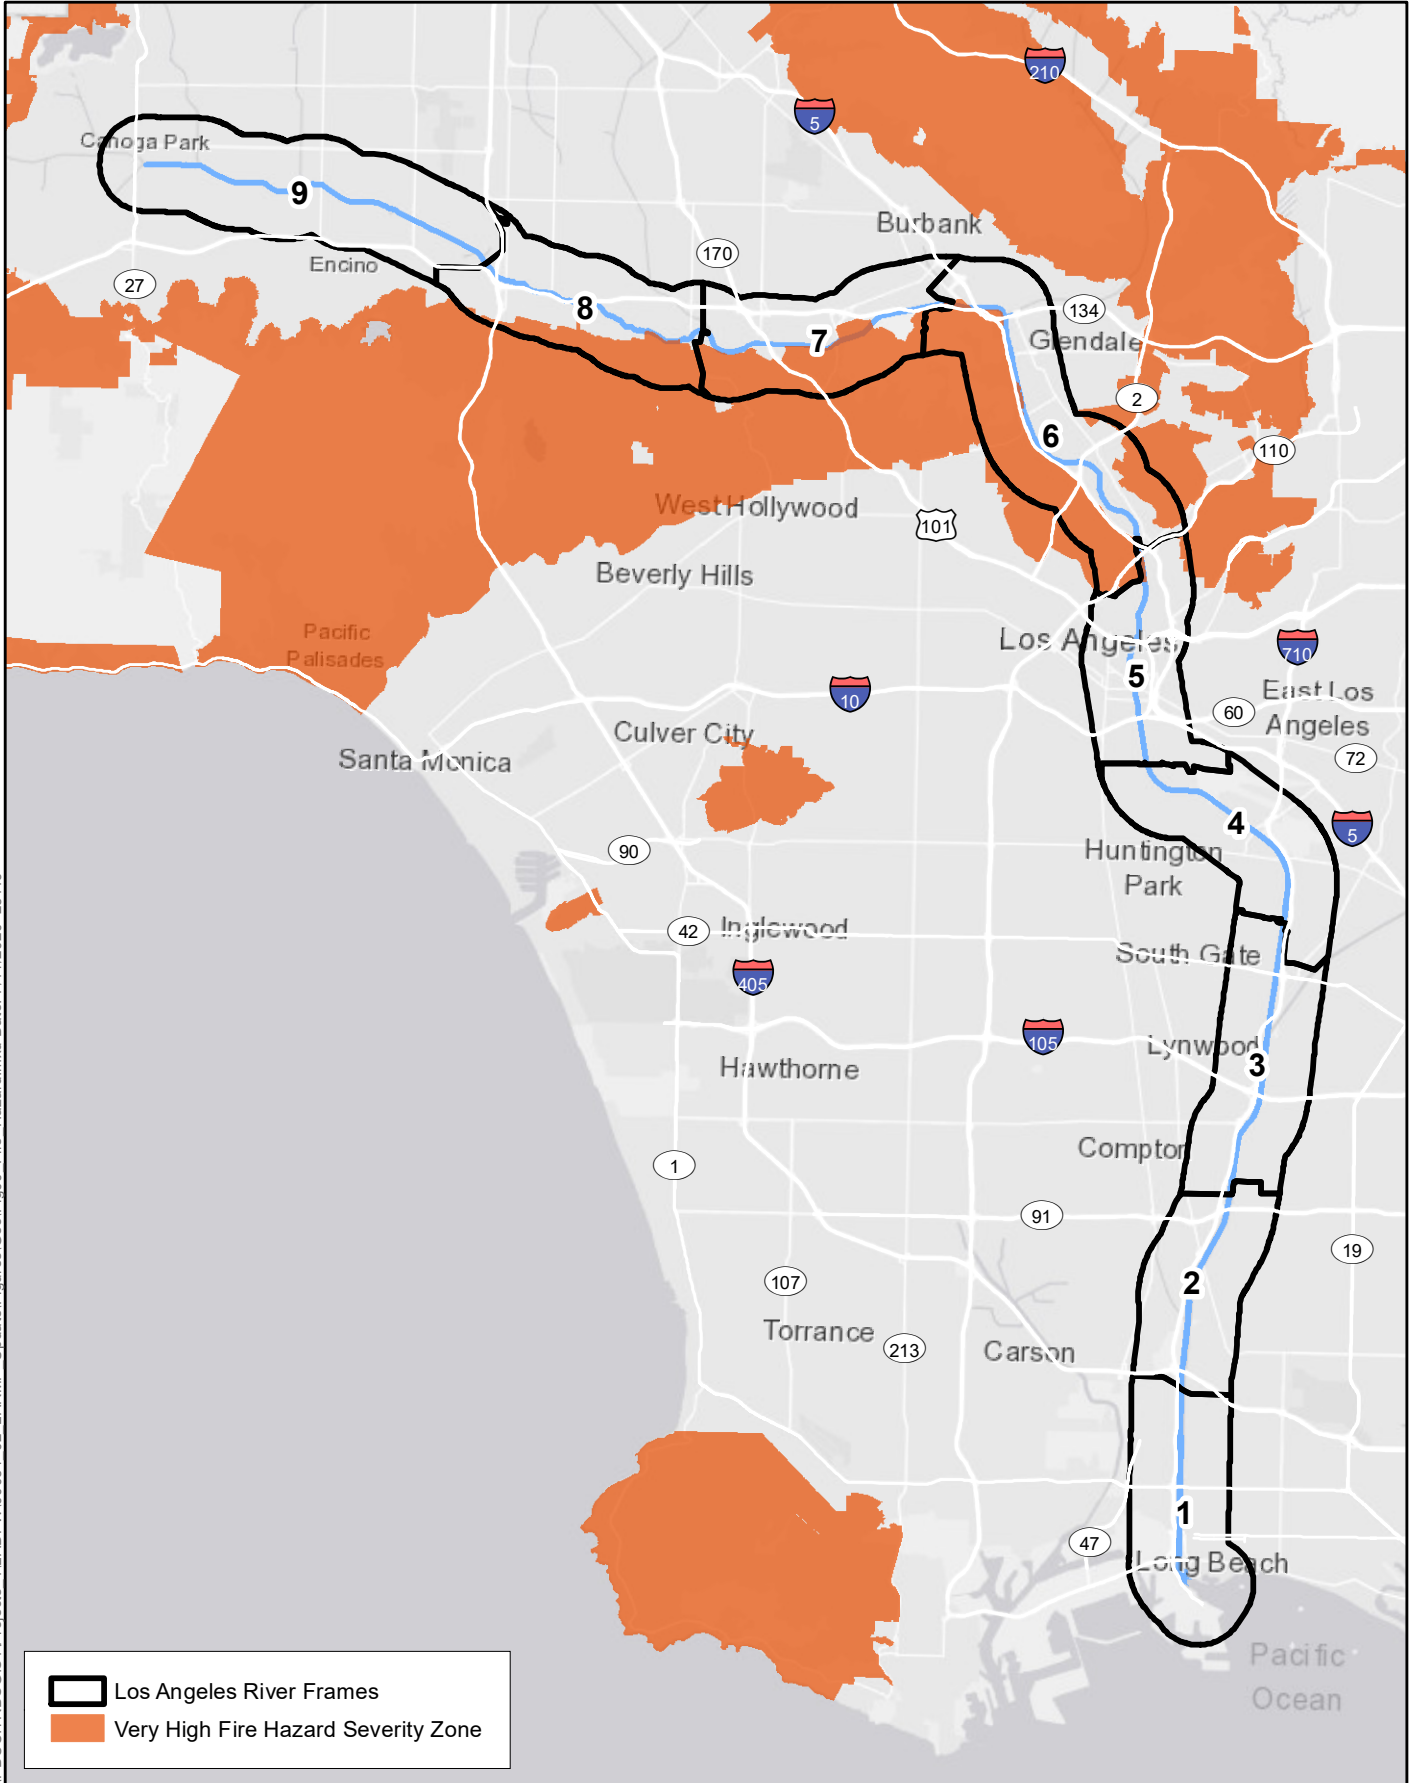 210
5
Canoga Park
9
Burbank
170
Encino
27
8
134
7
Glendale
2
6
110
West Hollywood
101
Beverly Hills
Pacific
Palisades
Los Angeles
710
5
10
East Los
Angeles
60
Culver City
Santa Monica
72
4
5
90
Huntington
Park
42
Inglewood
South Gate
405
105
Lynwood
3
Hawthorne
Compton
1
91
19
107
2
Torrance
213
Carson
1
47
Long Beach
Pacific
Ocean
Los Angeles River Frames
Very High Fire Hazard Severity Zone